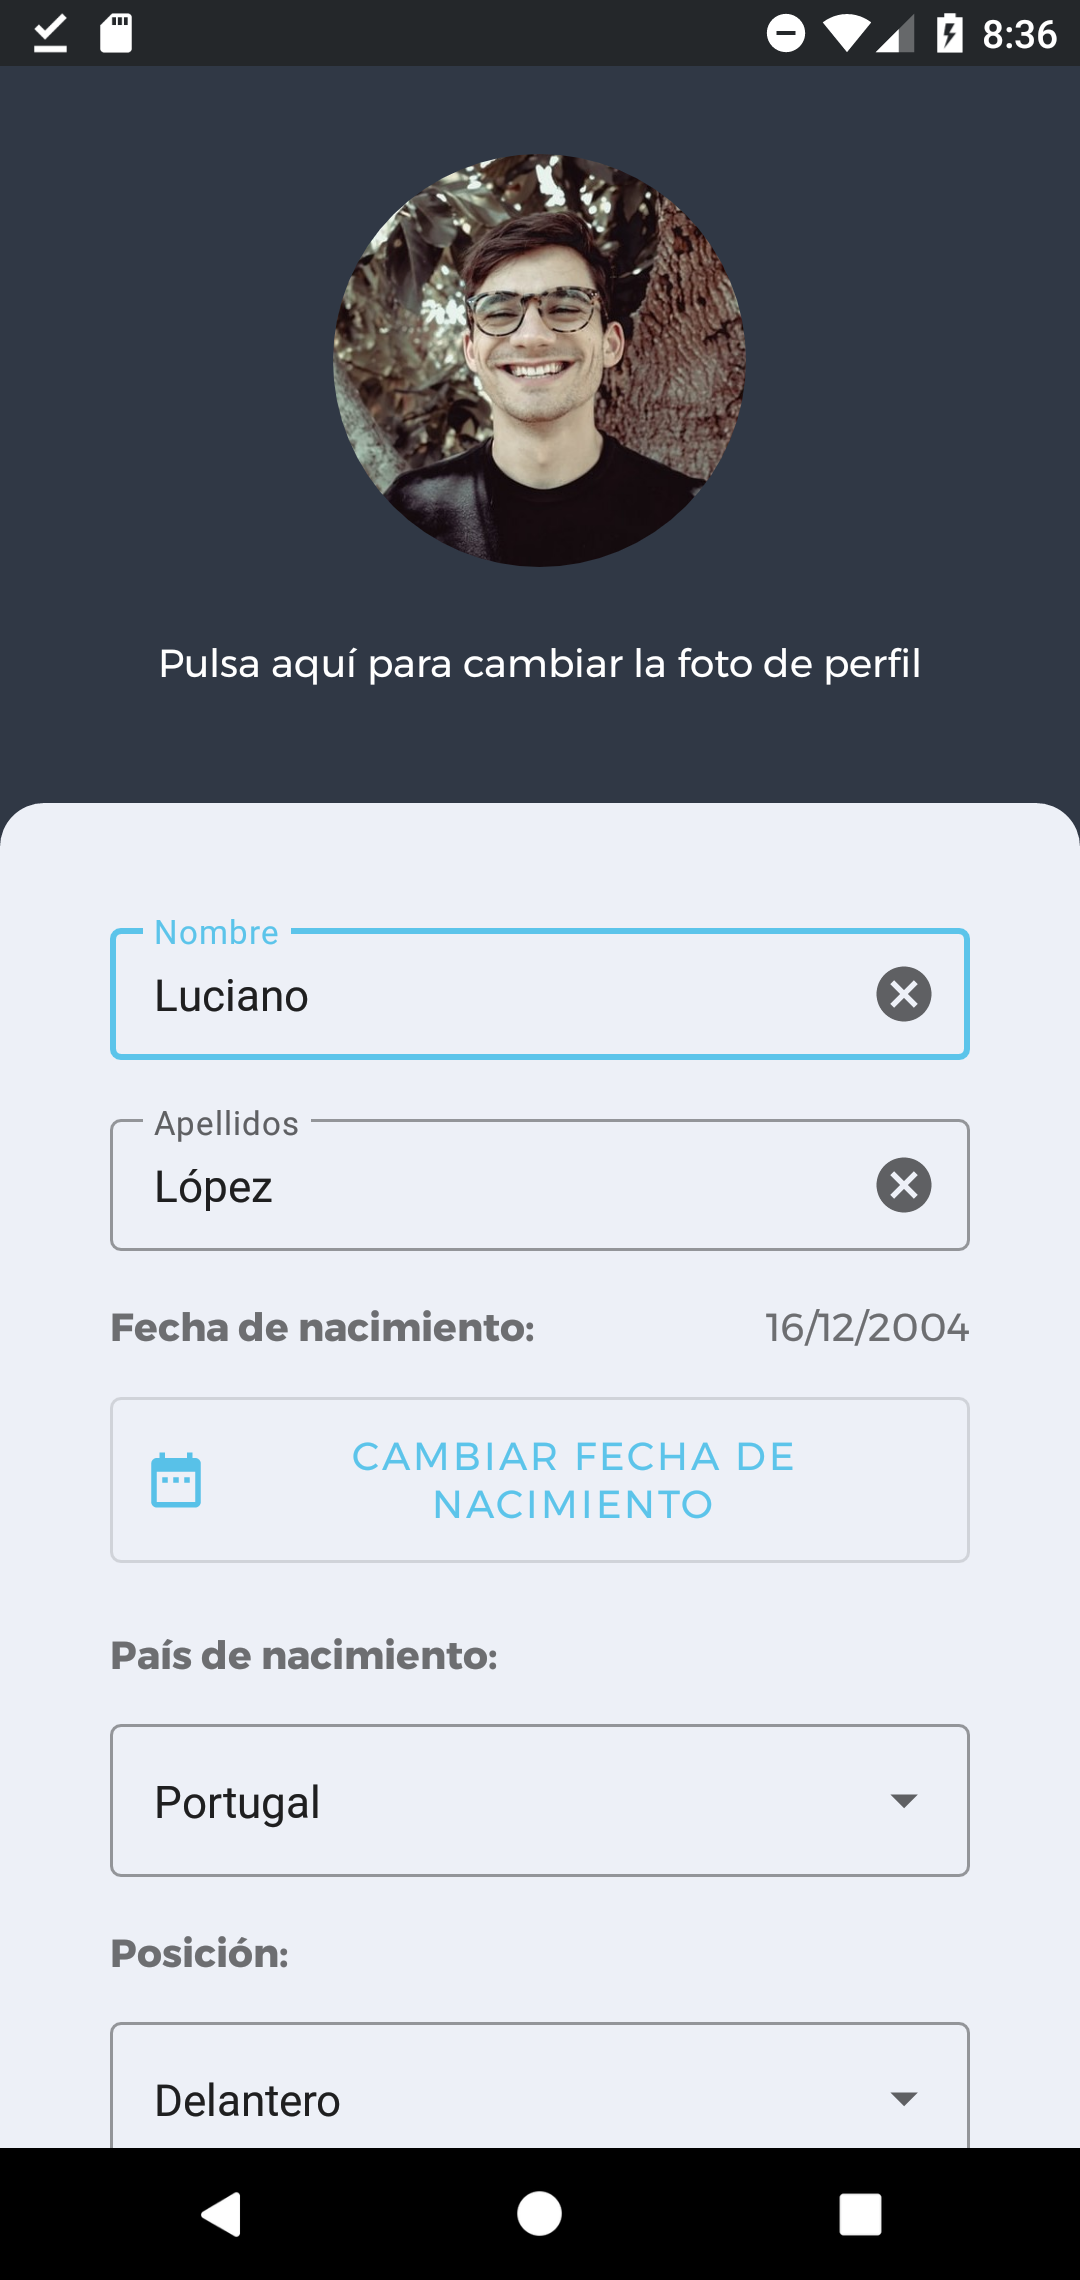 8:36
Pulsa aquí para cambiar la foto de perfil
Nombre
Luciano
Apellidos
López
Fecha de nacimiento: 16/12/2004
CAMBIAR FECHA DE
NACIMIENTO
País de nacimiento:
Portugal
Posición:
Delantero